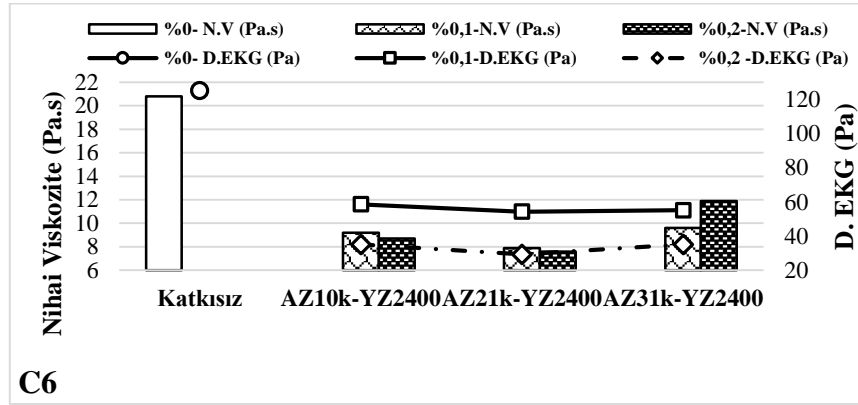 %0- N.V (Pa.s) %0,1-N.V (Pa.s) %0,2-N.V (Pa.s)
%0- D.EKG (Pa) %0,1-D.EKG (Pa) %0,2 -D.EKG (Pa)
Nihai Viskozite (Pa.s)
22
20
18
16
14
12
10
8
6
120
100
80
60
40
20
D. EKG (Pa)
Katkısız AZ10k-YZ2400 AZ21k-YZ2400 AZ31k-YZ2400
C6